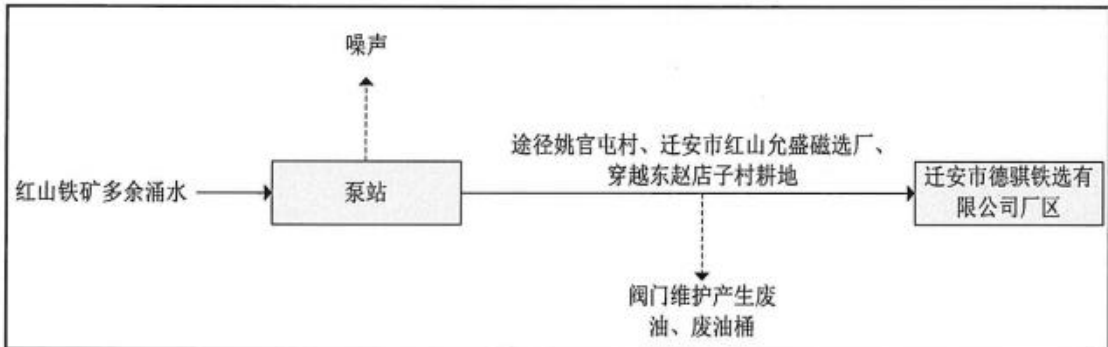 噪声
途径姚官屯村、迁安市红山允盛磁选厂、
穿越东赵店子村耕地
红山铁矿多余涌水
泵站
迁安市德骐铁选有
限公司厂区
阀门维护产生废
油、废油桶